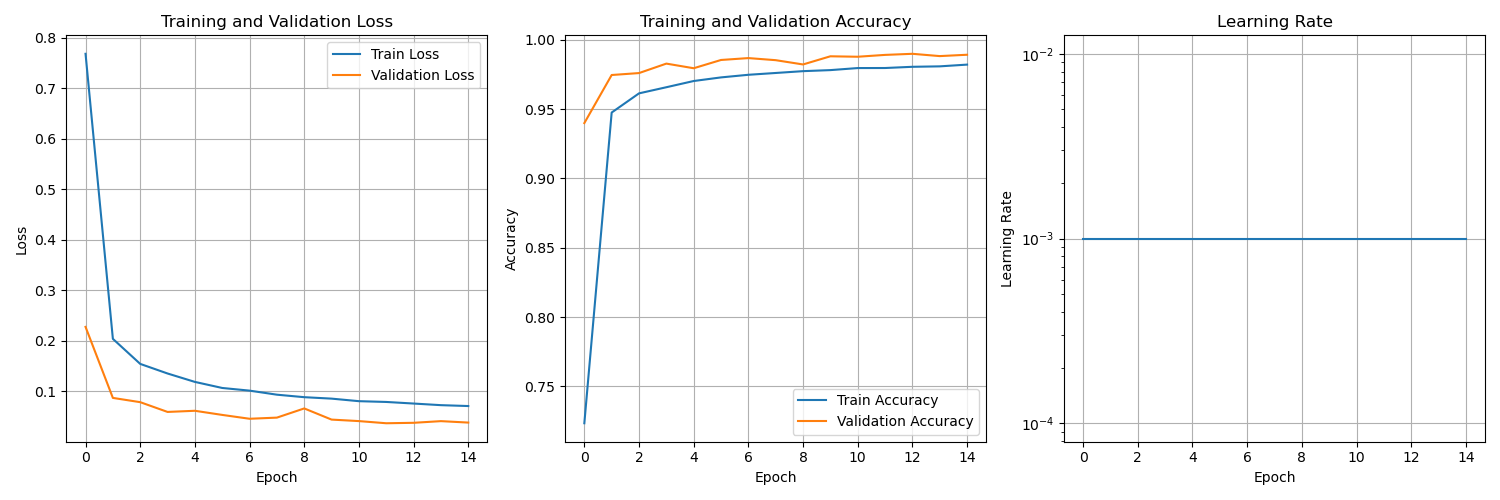 Training and Validation Loss
0.8
0.7
0.6
0.5
0.4
0.3
0.2
0.1
Loss
Train Loss
Validation Loss
0 2 4 6 8 10 12 14
Epoch
Training and Validation Accuracy
1.00
0.95
0.90
0.85
0.80
0.75
Accuracy
Train Accuracy
Validation Accuracy
0 2 4 6 8 10 12 14
Epoch
Learning Rate
10⁻²
10⁻³
10⁻⁴
Learning Rate
0 2 4 6 8 10 12 14
Epoch